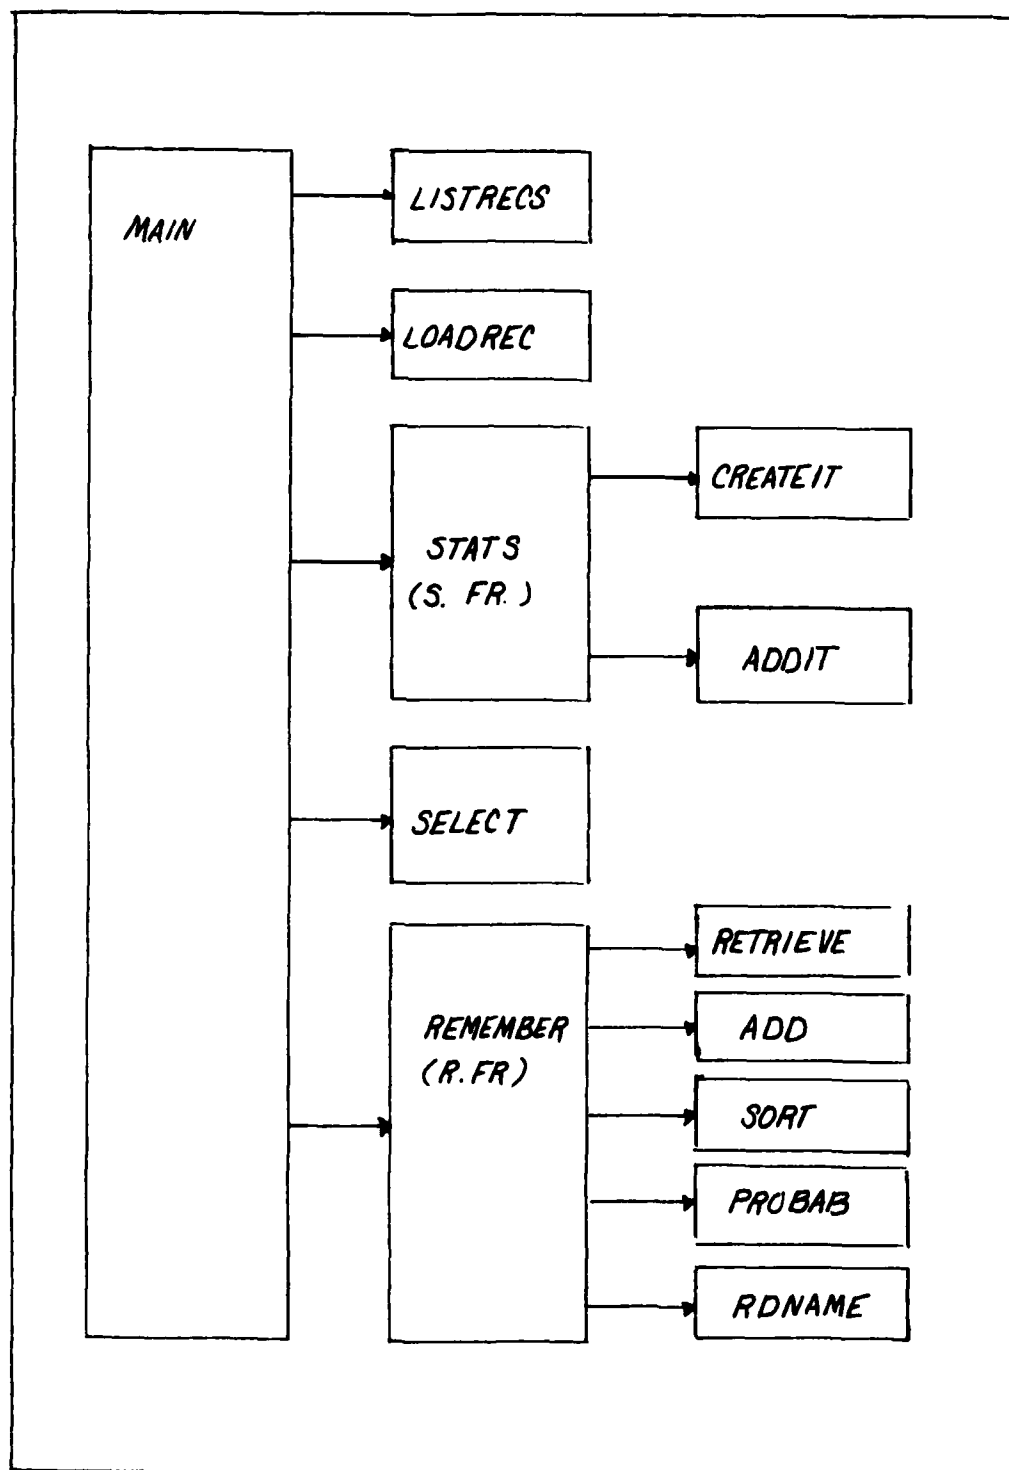 MAIN
LISTRECS
LOADREC
STATS
(S. FR.)
CREATEIT
ADDIT
SELECT
REMEMBER
(R.FR)
RETRIEVE
ADD
SORT
PROBAB
RDNAME